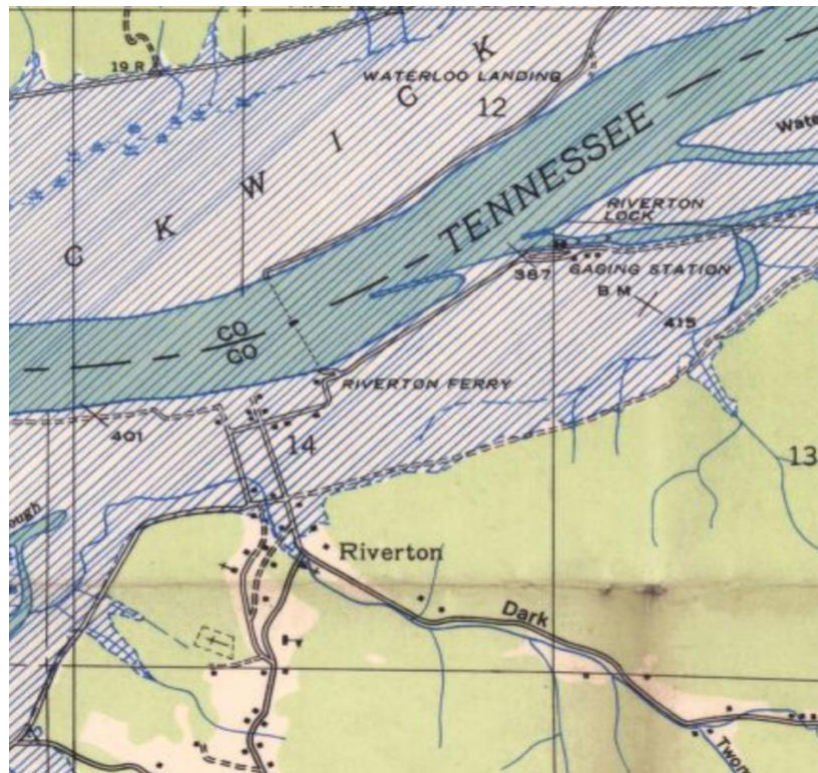 19 R
WATERLOO LANDING
12
C K W I C K
TENNESSEE
Wate
RIVERTON
LOCK
387
GAGING STATION
B M
415
CO
CO
RIVERTON FERRY
401
14
13
ough
Riverton
Dark
Twom